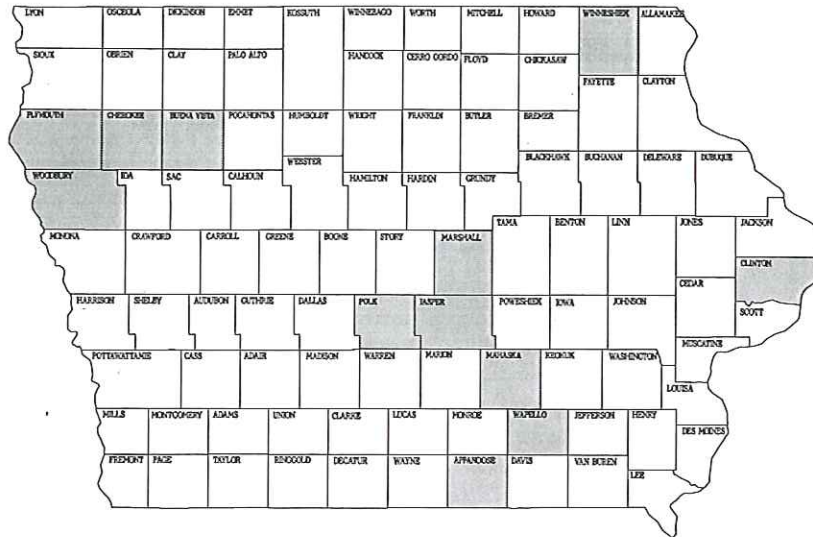 LYON OSCEOLA DICKINSON EMMET KOSSUTH WINNEBAGO WORTH MITCHELL HOWARD WINNESHIEK ALLAMAKEE
SIOUX OBRIEN CLAY PALO ALTO HANCOCK CERRO GORDO FLOYD CHICKASAW
FAYETTE CLAYTON
PLYMOUTH CHEROKEE BUENA VISTA POCAHONTAS HUMBOLDT WRIGHT FRANKLIN BUTLER BREMER
WEBSTER BLACKHAWK BUCHANAN DELEWARE DUBUQUE
WOODBURY IDA SAC CALHOUN HAMILTON HARDIN GRUNDY
TAMA BENTON LINN JONES JACKSON
MONONA CRAWFORD CARROLL GREENE BOONE STORY MARSHALL
CLINTON
CEDAR
HARRISON SHELBY AUDUBON GUTHRIE DALLAS POLK JASPER POWESHIEK IOWA JOHNSON
SCOTT
MUSCATINE
POTTAWATTAMIE CASS ADAIR MADISON WARREN MARION MAHASKA KEOKUK WASHINGTON
LOUISA
MILLS MONTGOMERY ADAMS UNION CLARKE LUCAS MONROE WAPELLO JEFFERSON HENRY
DES MOINES
FREMONT PAGE TAYLOR RINGGOLD DECATUR WAYNE APPANOOSE DAVIS VAN BUREN
LEE